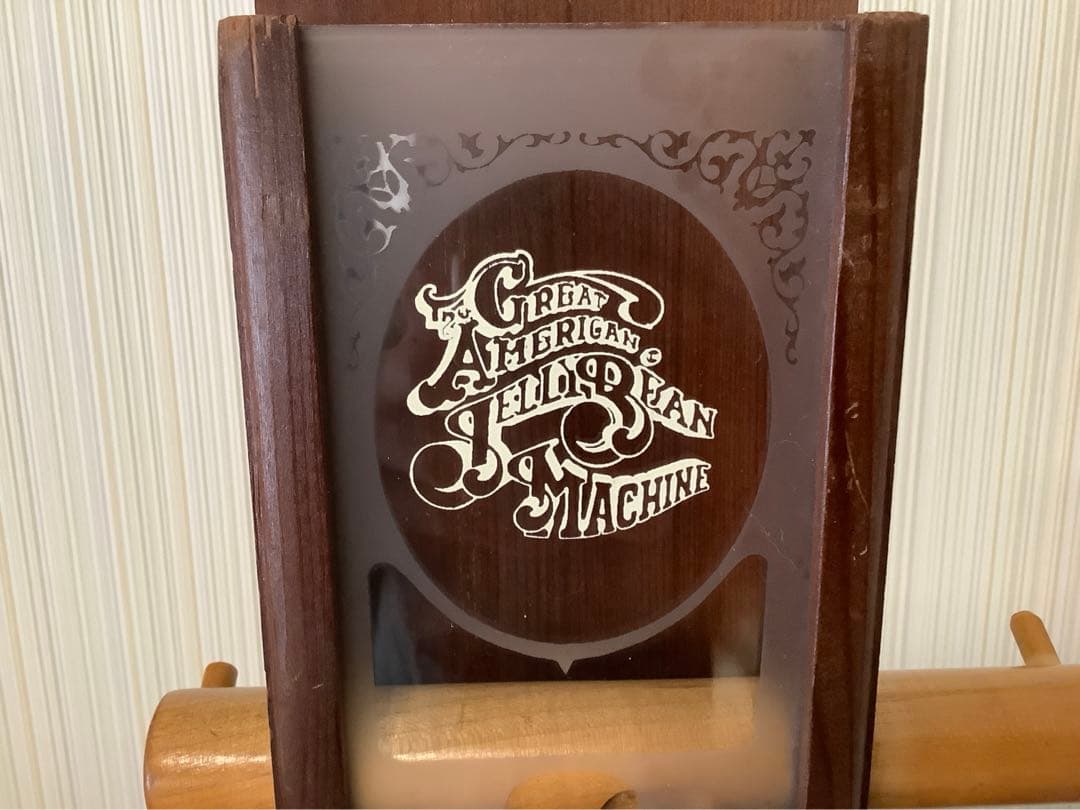 The GREAT
AMERICAN
JELLY BEAN
MACHINE